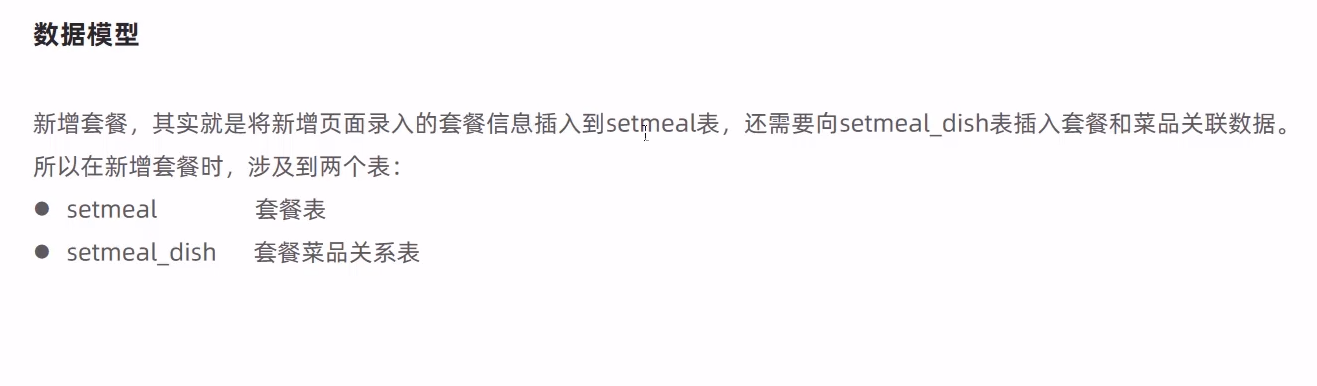 数据模型
新增套餐，其实就是将新增页面录入的套餐信息插入到setmeal表，还需要向setmeal_dish表插入套餐和菜品关联数据。
所以在新增套餐时，涉及到两个表：
● setmeal 套餐表
● setmeal_dish 套餐菜品关系表